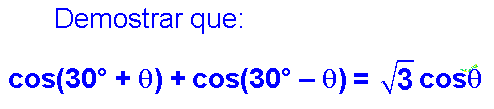 Demostrar que:
cos(30° + θ) + cos(30° − θ) = √3 cosθ